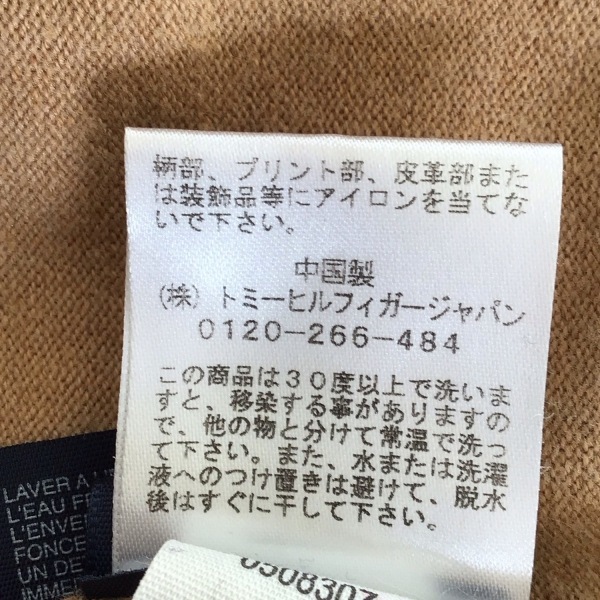 柄部、プリント部、皮革部また
は装飾品等にアイロンを当てな
いで下さい。
中国製
(株) トミーヒルフィガージャパン
0120-266-484
この商品は３０度以上で洗いま
すと、移染する事がありますの
で、他の物と分けて常温で洗っ
て下さい。また、水または洗濯
液へのつけ置きは避けて、脱水
後はすぐに干して下さい。
LAVER A L'
L'EAU F
L'ENVE
FONCE
UN DE
IMMER